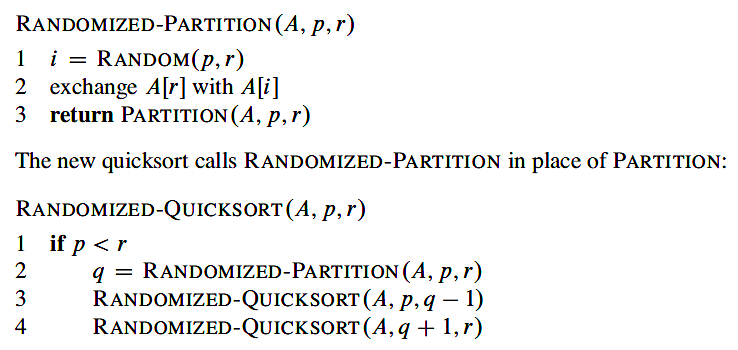 RANDOMIZED-PARTITION(A, p, r)
1 i = RANDOM(p, r)
2 exchange A[r] with A[i]
3 return PARTITION(A, p, r)
The new quicksort calls RANDOMIZED-PARTITION in place of PARTITION:
RANDOMIZED-QUICKSORT(A, p, r)
1 if p < r
2 q = RANDOMIZED-PARTITION(A, p, r)
3 RANDOMIZED-QUICKSORT(A, p, q − 1)
4 RANDOMIZED-QUICKSORT(A, q + 1, r)